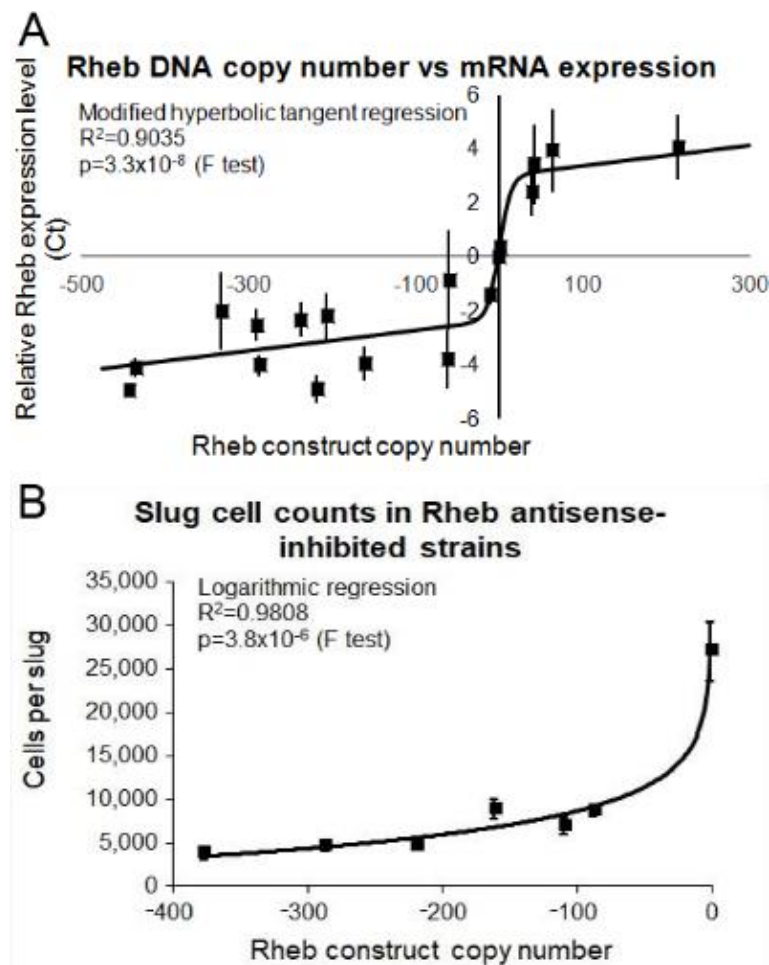 A
Rheb DNA copy number vs mRNA expression
Modified hyperbolic tangent regression
R²=0.9035
p=3.3x10⁻⁸ (F test)
Relative Rheb expression level
(Ct)
6
4
2
0
-2
-4
-6
-500
-300
-100
100
300
Rheb construct copy number
B
Slug cell counts in Rheb antisense-
inhibited strains
Logarithmic regression
R²=0.9808
p=3.8x10⁻⁶ (F test)
Cells per slug
35,000
30,000
25,000
20,000
15,000
10,000
5,000
0
-400
-300
-200
-100
0
Rheb construct copy number